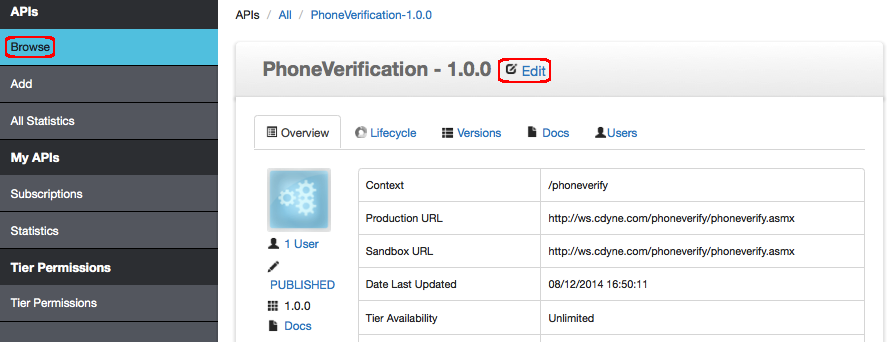 APIs
Browse
Add
All Statistics
My APIs
Subscriptions
Statistics
Tier Permissions
Tier Permissions
APIs / All / PhoneVerification-1.0.0
PhoneVerification - 1.0.0 Edit
Overview Lifecycle Versions Docs Users
1 User
PUBLISHED
1.0.0
Docs
Context /phoneverify
Production URL http://ws.cdyne.com/phoneverify/phoneverify.asmx
Sandbox URL http://ws.cdyne.com/phoneverify/phoneverify.asmx
Date Last Updated 08/12/2014 16:50:11
Tier Availability Unlimited